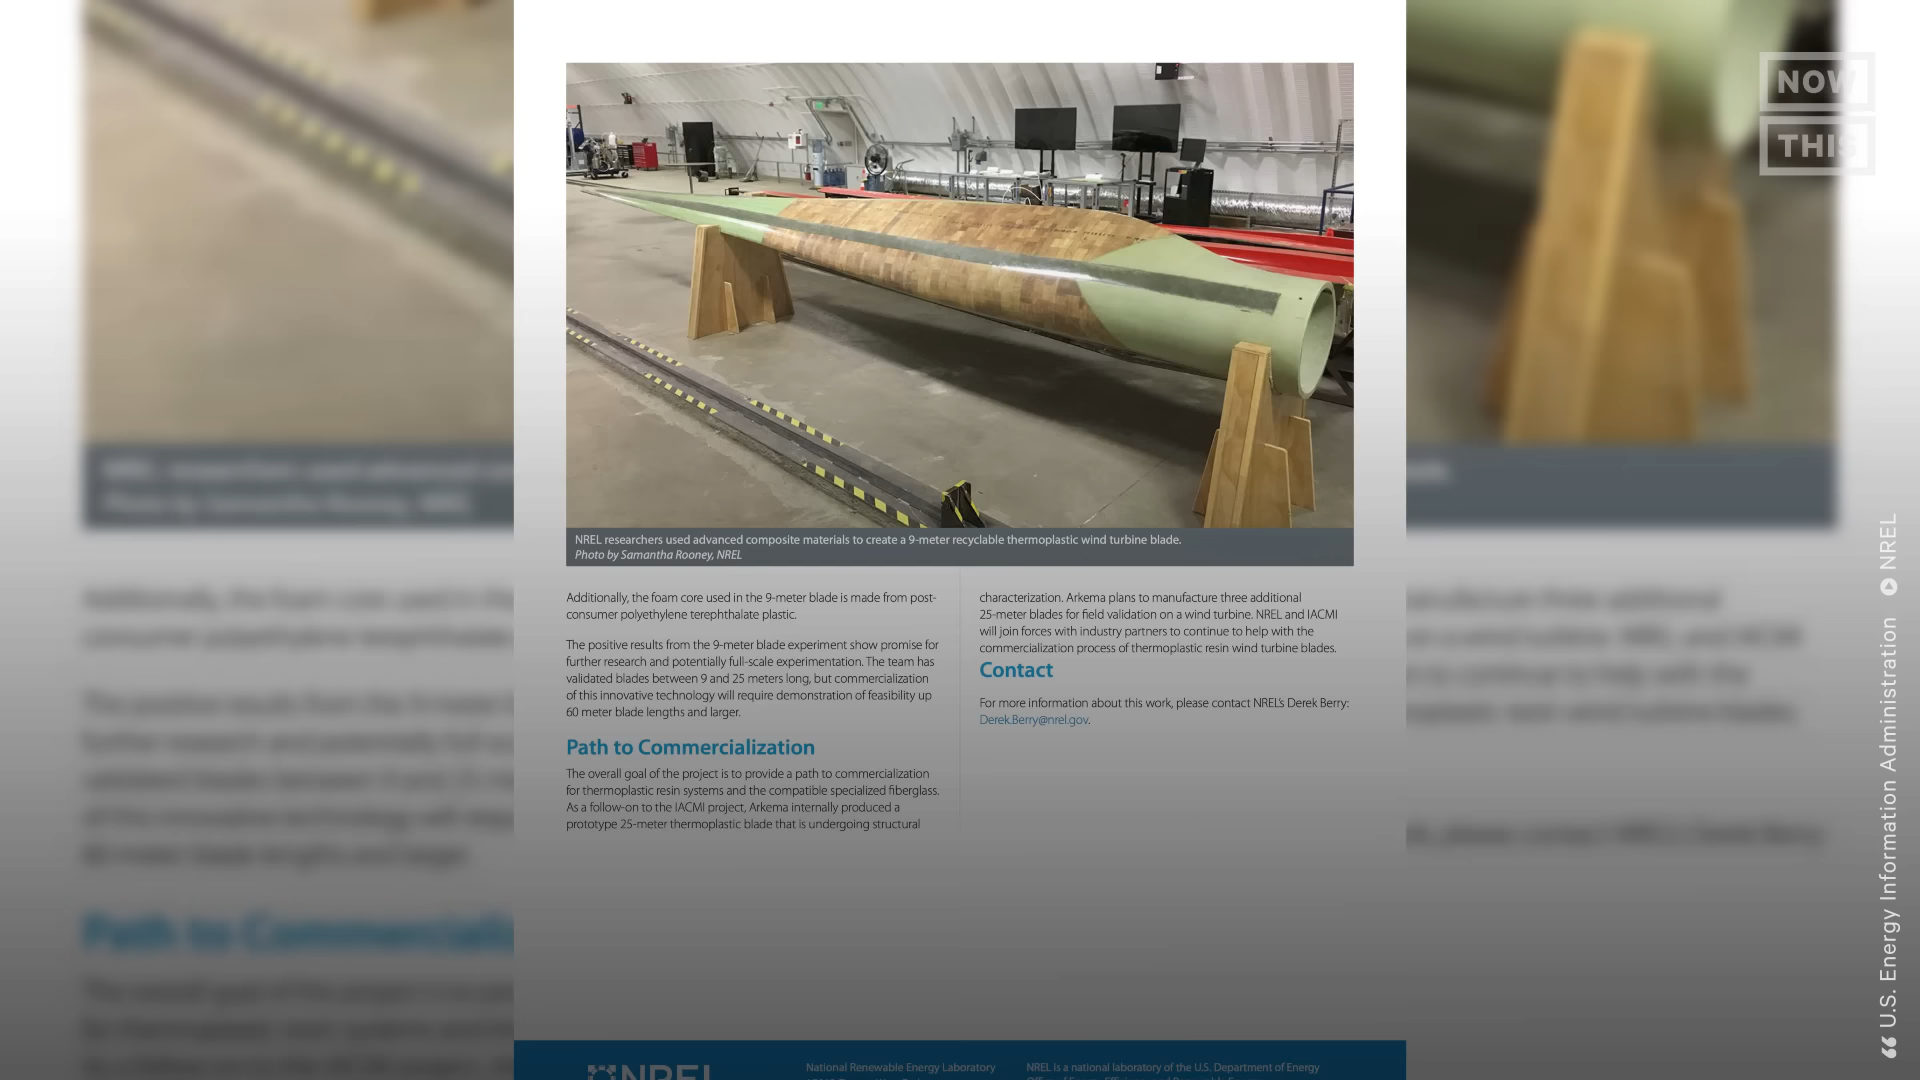 NOW
THIS
NREL researchers used advanced composite materials to create a 9-meter recyclable thermoplastic wind turbine blade.
Photo by Samantha Rooney, NREL
Additionally, the foam core used in the 9-meter blade is made from post-
consumer polyethylene terephthalate plastic.
The positive results from the 9-meter blade experiment show promise for
further research and potentially full-scale experimentation. The team has
validated blades between 9 and 25 meters long, but commercialization
of this innovative technology will require demonstration of feasibility up
60 meter blade lengths and larger.
Path to Commercialization
The overall goal of the project is to provide a path to commercialization
for thermoplastic resin systems and the compatible specialized fiberglass.
As a follow-on to the IACMI project, Arkema internally produced a
prototype 25-meter thermoplastic blade that is undergoing structural
characterization. Arkema plans to manufacture three additional
25-meter blades for field validation on a wind turbine. NREL and IACMI
will join forces with industry partners to continue to help with the
commercialization process of thermoplastic resin wind turbine blades.
Contact
For more information about this work, please contact NREL's Derek Berry:
Derek.Berry@nrel.gov.
NREL
National Renewable Energy Laboratory
NREL is a national laboratory of the U.S. Department of Energy
❝ U.S. Energy Information Administration NREL